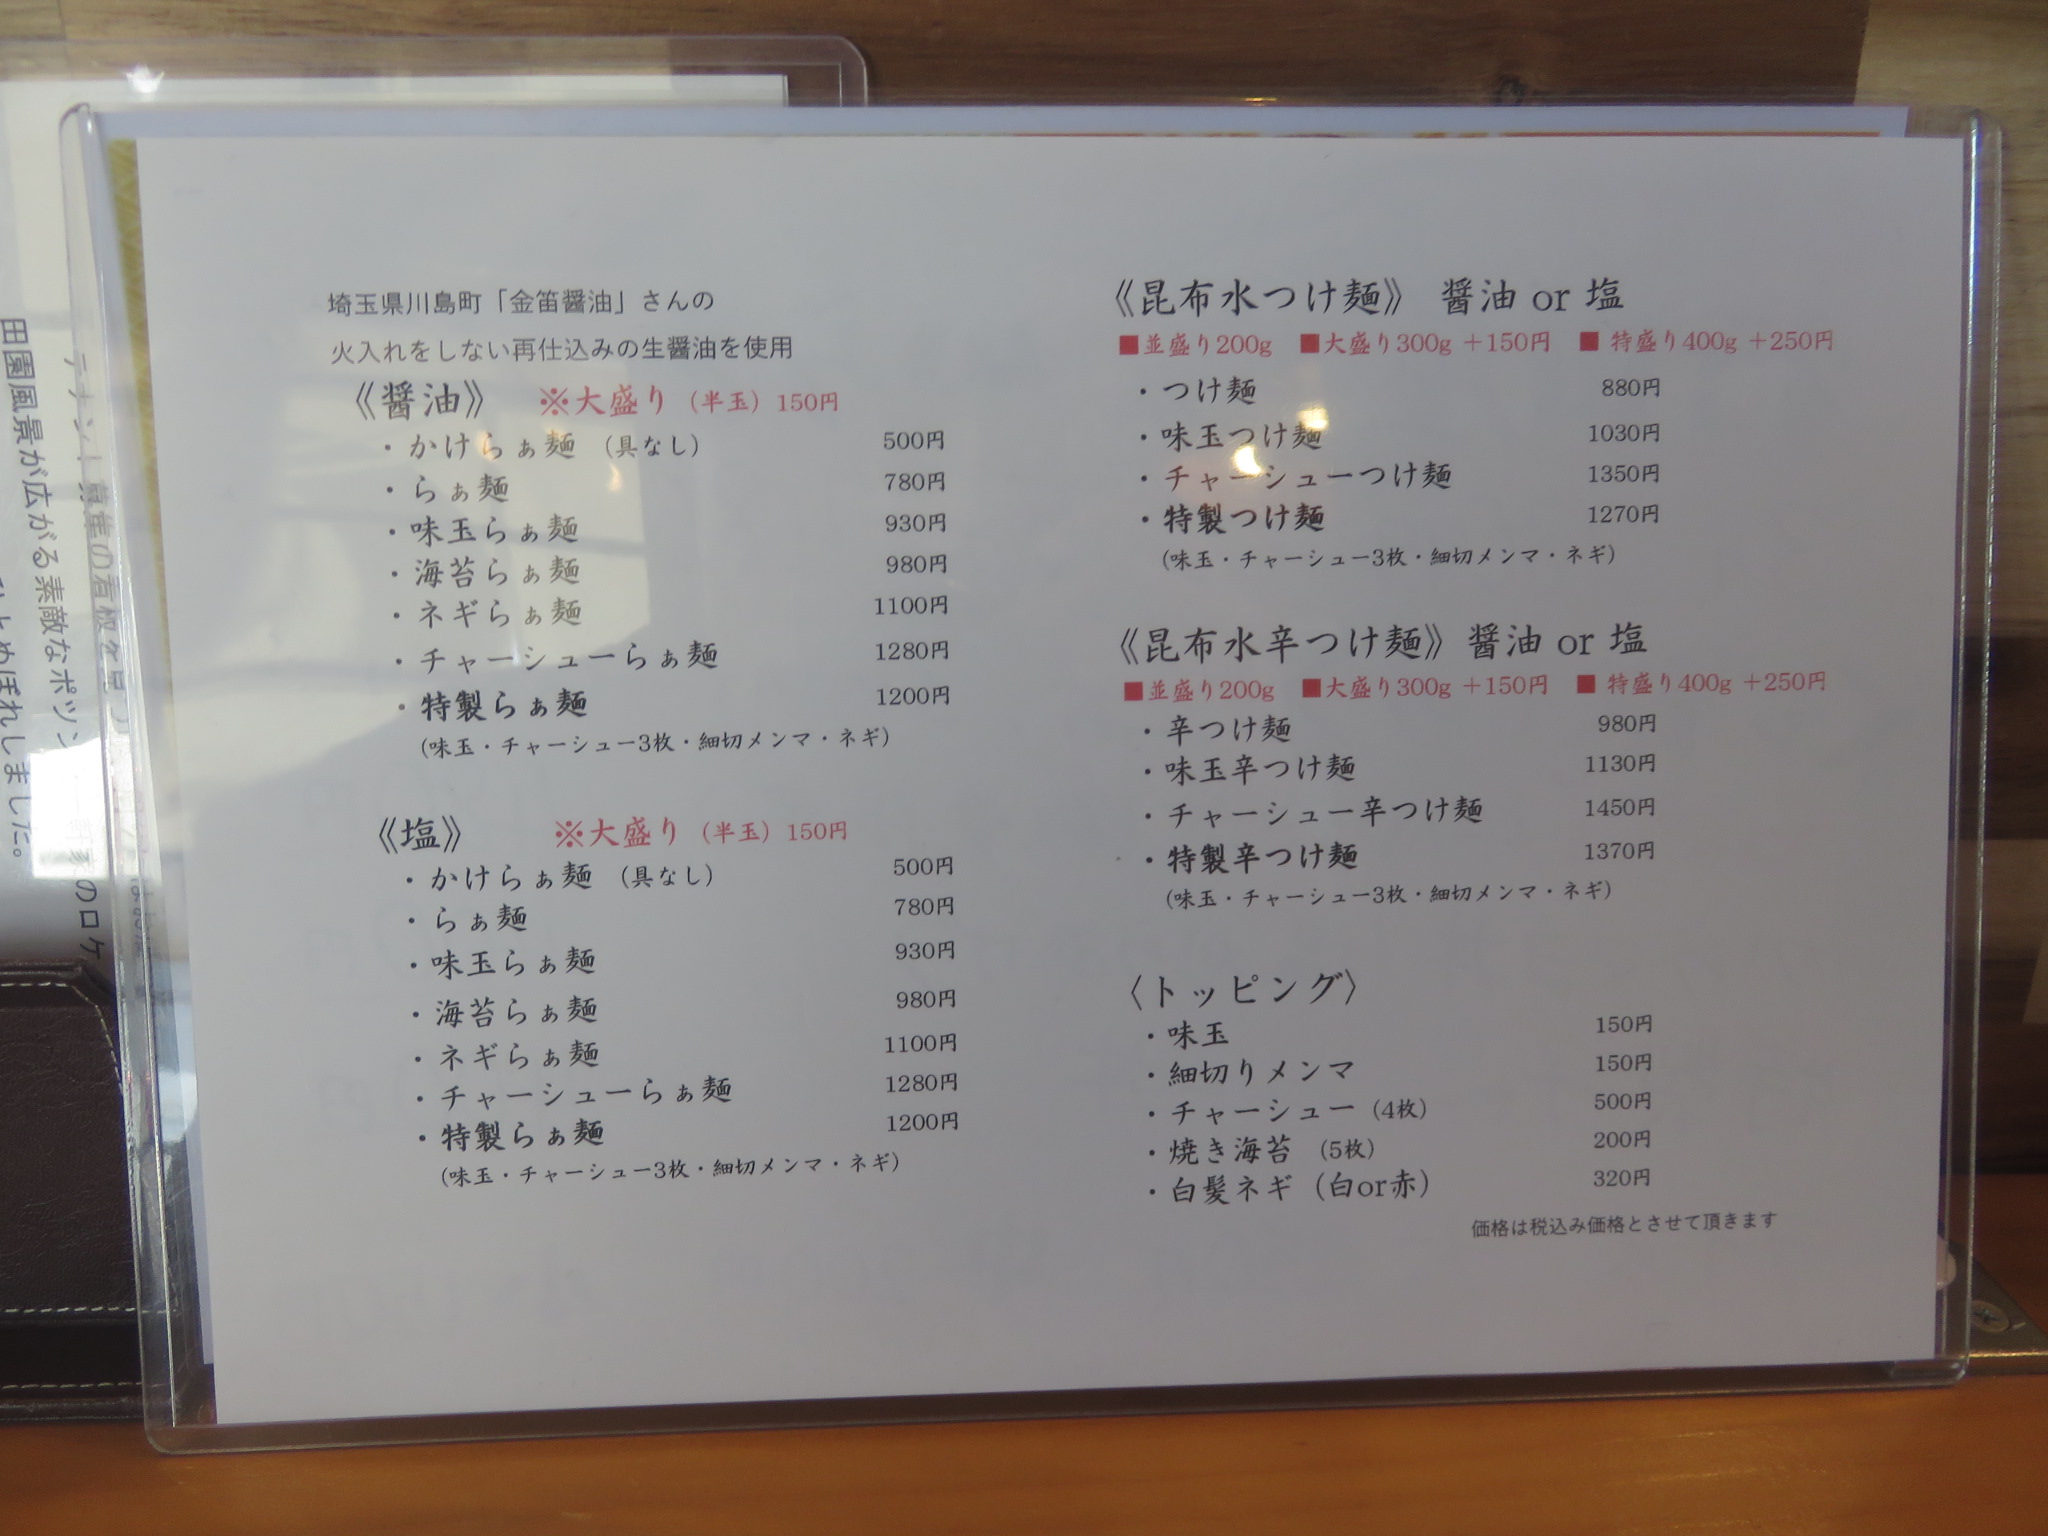 埼玉県川島町「金笛醤油」さんの
火入れをしない再仕込みの生醤油を使用
《醤油》 ※大盛り（半玉）150円
・かけらぁ麺（具なし） 500円
・らぁ麺 780円
・味玉らぁ麺 930円
・海苔らぁ麺 980円
・ネギらぁ麺 1100円
・チャーシューらぁ麺 1280円
・特製らぁ麺 1200円
（味玉・チャーシュー3枚・細切メンマ・ネギ）
《塩》 ※大盛り（半玉）150円
・かけらぁ麺（具なし） 500円
・らぁ麺 780円
・味玉らぁ麺 930円
・海苔らぁ麺 980円
・ネギらぁ麺 1100円
・チャーシューらぁ麺 1280円
・特製らぁ麺 1200円
（味玉・チャーシュー3枚・細切メンマ・ネギ）
《昆布水つけ麺》 醤油 or 塩
■並盛り200g ■大盛り300g +150円 ■特盛り400g +250円
・つけ麺 880円
・味玉つけ麺 1030円
・チャーシューつけ麺 1350円
・特製つけ麺 1270円
（味玉・チャーシュー3枚・細切メンマ・ネギ）
《昆布水辛つけ麺》 醤油 or 塩
■並盛り200g ■大盛り300g +150円 ■特盛り400g +250円
・辛つけ麺 980円
・味玉辛つけ麺 1130円
・チャーシュー辛つけ麺 1450円
・特製辛つけ麺 1370円
（味玉・チャーシュー3枚・細切メンマ・ネギ）
〈トッピング〉
・味玉 150円
・細切りメンマ 150円
・チャーシュー（4枚） 500円
・焼き海苔（5枚） 200円
・白髪ネギ（白or赤） 320円
価格は税込み価格とさせて頂きます
田園風景が広がる素敵なポツン
のロケ
ひとめぼれしました。